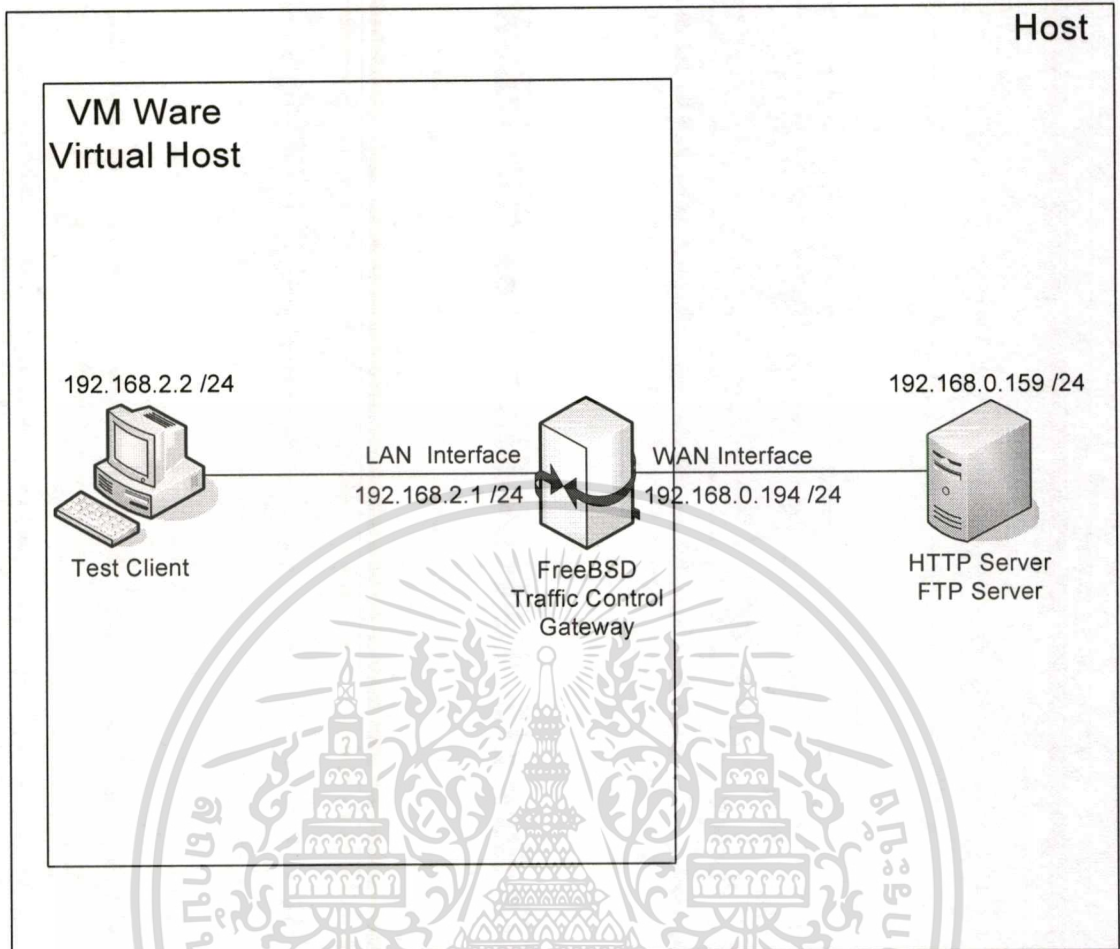 Host
VM Ware
Virtual Host
192.168.2.2 /24
Test Client
LAN Interface
192.168.2.1 /24
WAN Interface
192.168.0.194 /24
FreeBSD
Traffic Control
Gateway
192.168.0.159 /24
HTTP Server
FTP Server